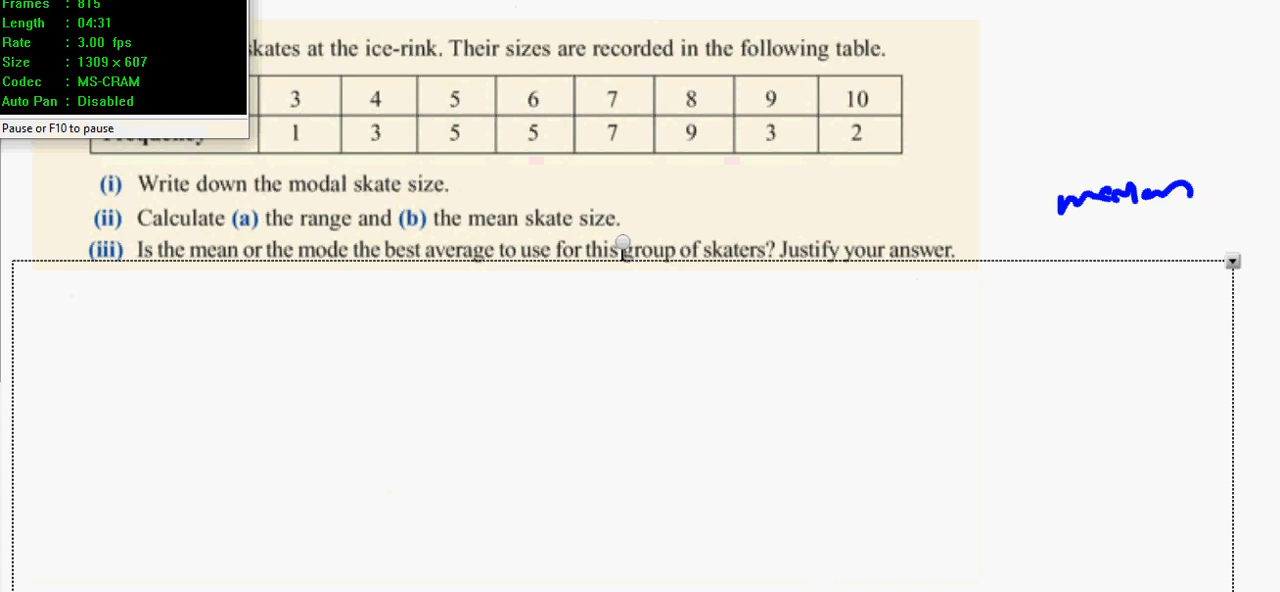 Frames : 815
Length : 04:31
Rate : 3.00 fps
Size : 1309 × 607
Codec : MS-CRAM
Auto Pan : Disabled
Pause or F10 to pause
skates at the ice-rink. Their sizes are recorded in the following table.
3 4 5 6 7 8 9 10
Frequency 1 3 5 5 7 9 3 2
(i) Write down the modal skate size.
median
(ii) Calculate (a) the range and (b) the mean skate size.
(iii) Is the mean or the mode the best average to use for this group of skaters? Justify your answer.